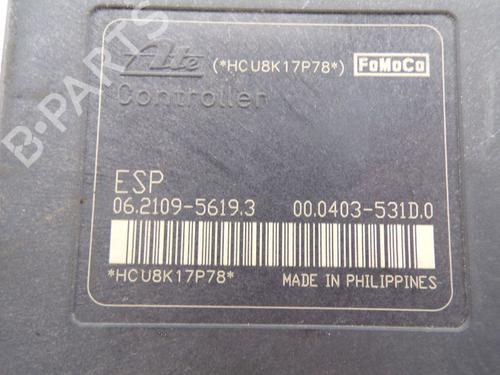 B-PARTS
Ate (*HCU8K17P78*) FoMoCo
Controller
ESP
06.2109-5619.3 00.0403-531D.0
*HCU8K17P78* MADE IN PHILIPPINES